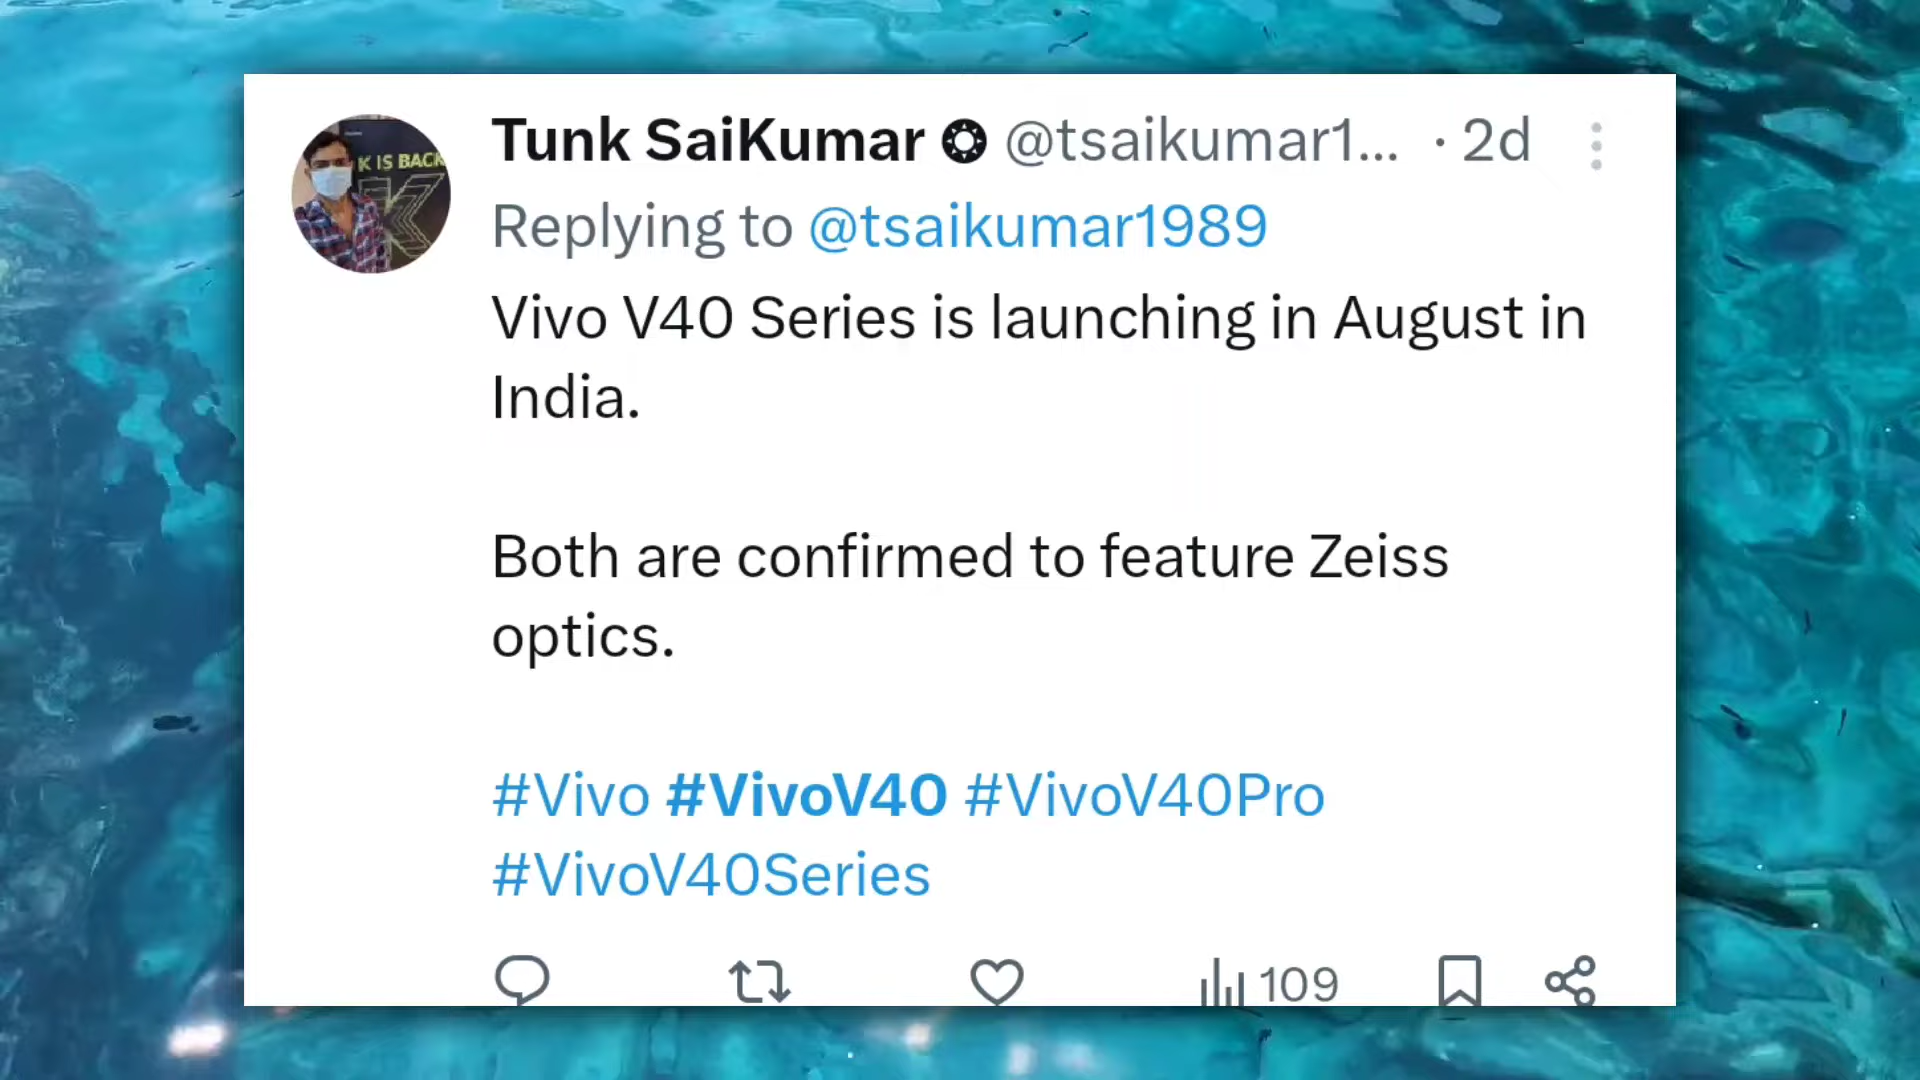 K IS BACK
Tunk SaiKumar @tsaikumar1... · 2d
Replying to @tsaikumar1989
Vivo V40 Series is launching in August in
India.
Both are confirmed to feature Zeiss
optics.
#Vivo #VivoV40 #VivoV40Pro
#VivoV40Series
109